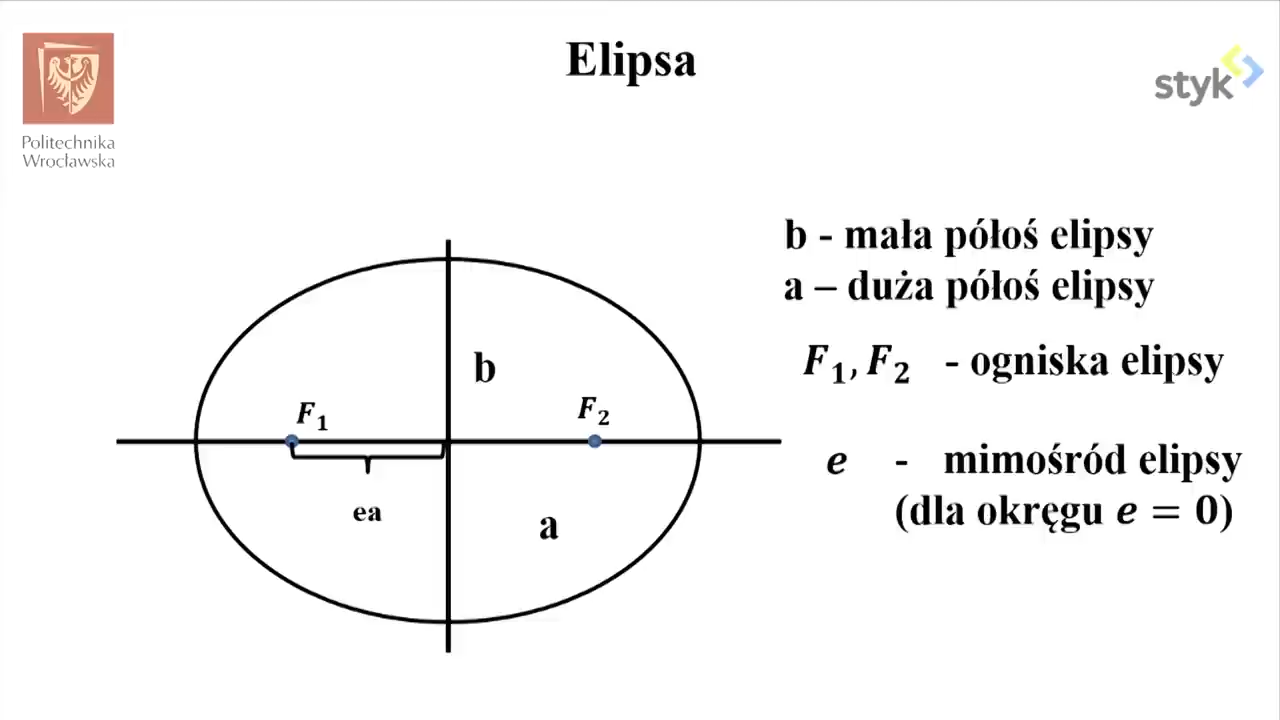 Elipsa
Politechnika
Wrocławska
styk
b - mała półoś elipsy
a – duża półoś elipsy
F₁, F₂ - ogniska elipsy
e - mimośród elipsy
(dla okręgu e = 0)
b
F₁
F₂
ea
a